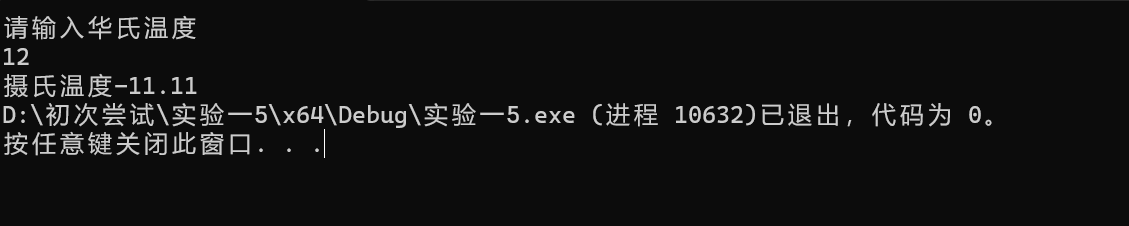 请输入华氏温度
12
摄氏温度-11.11
D:\初次尝试\实验一5\x64\Debug\实验一5.exe (进程 10632)已退出，代码为 0。
按任意键关闭此窗口. . .